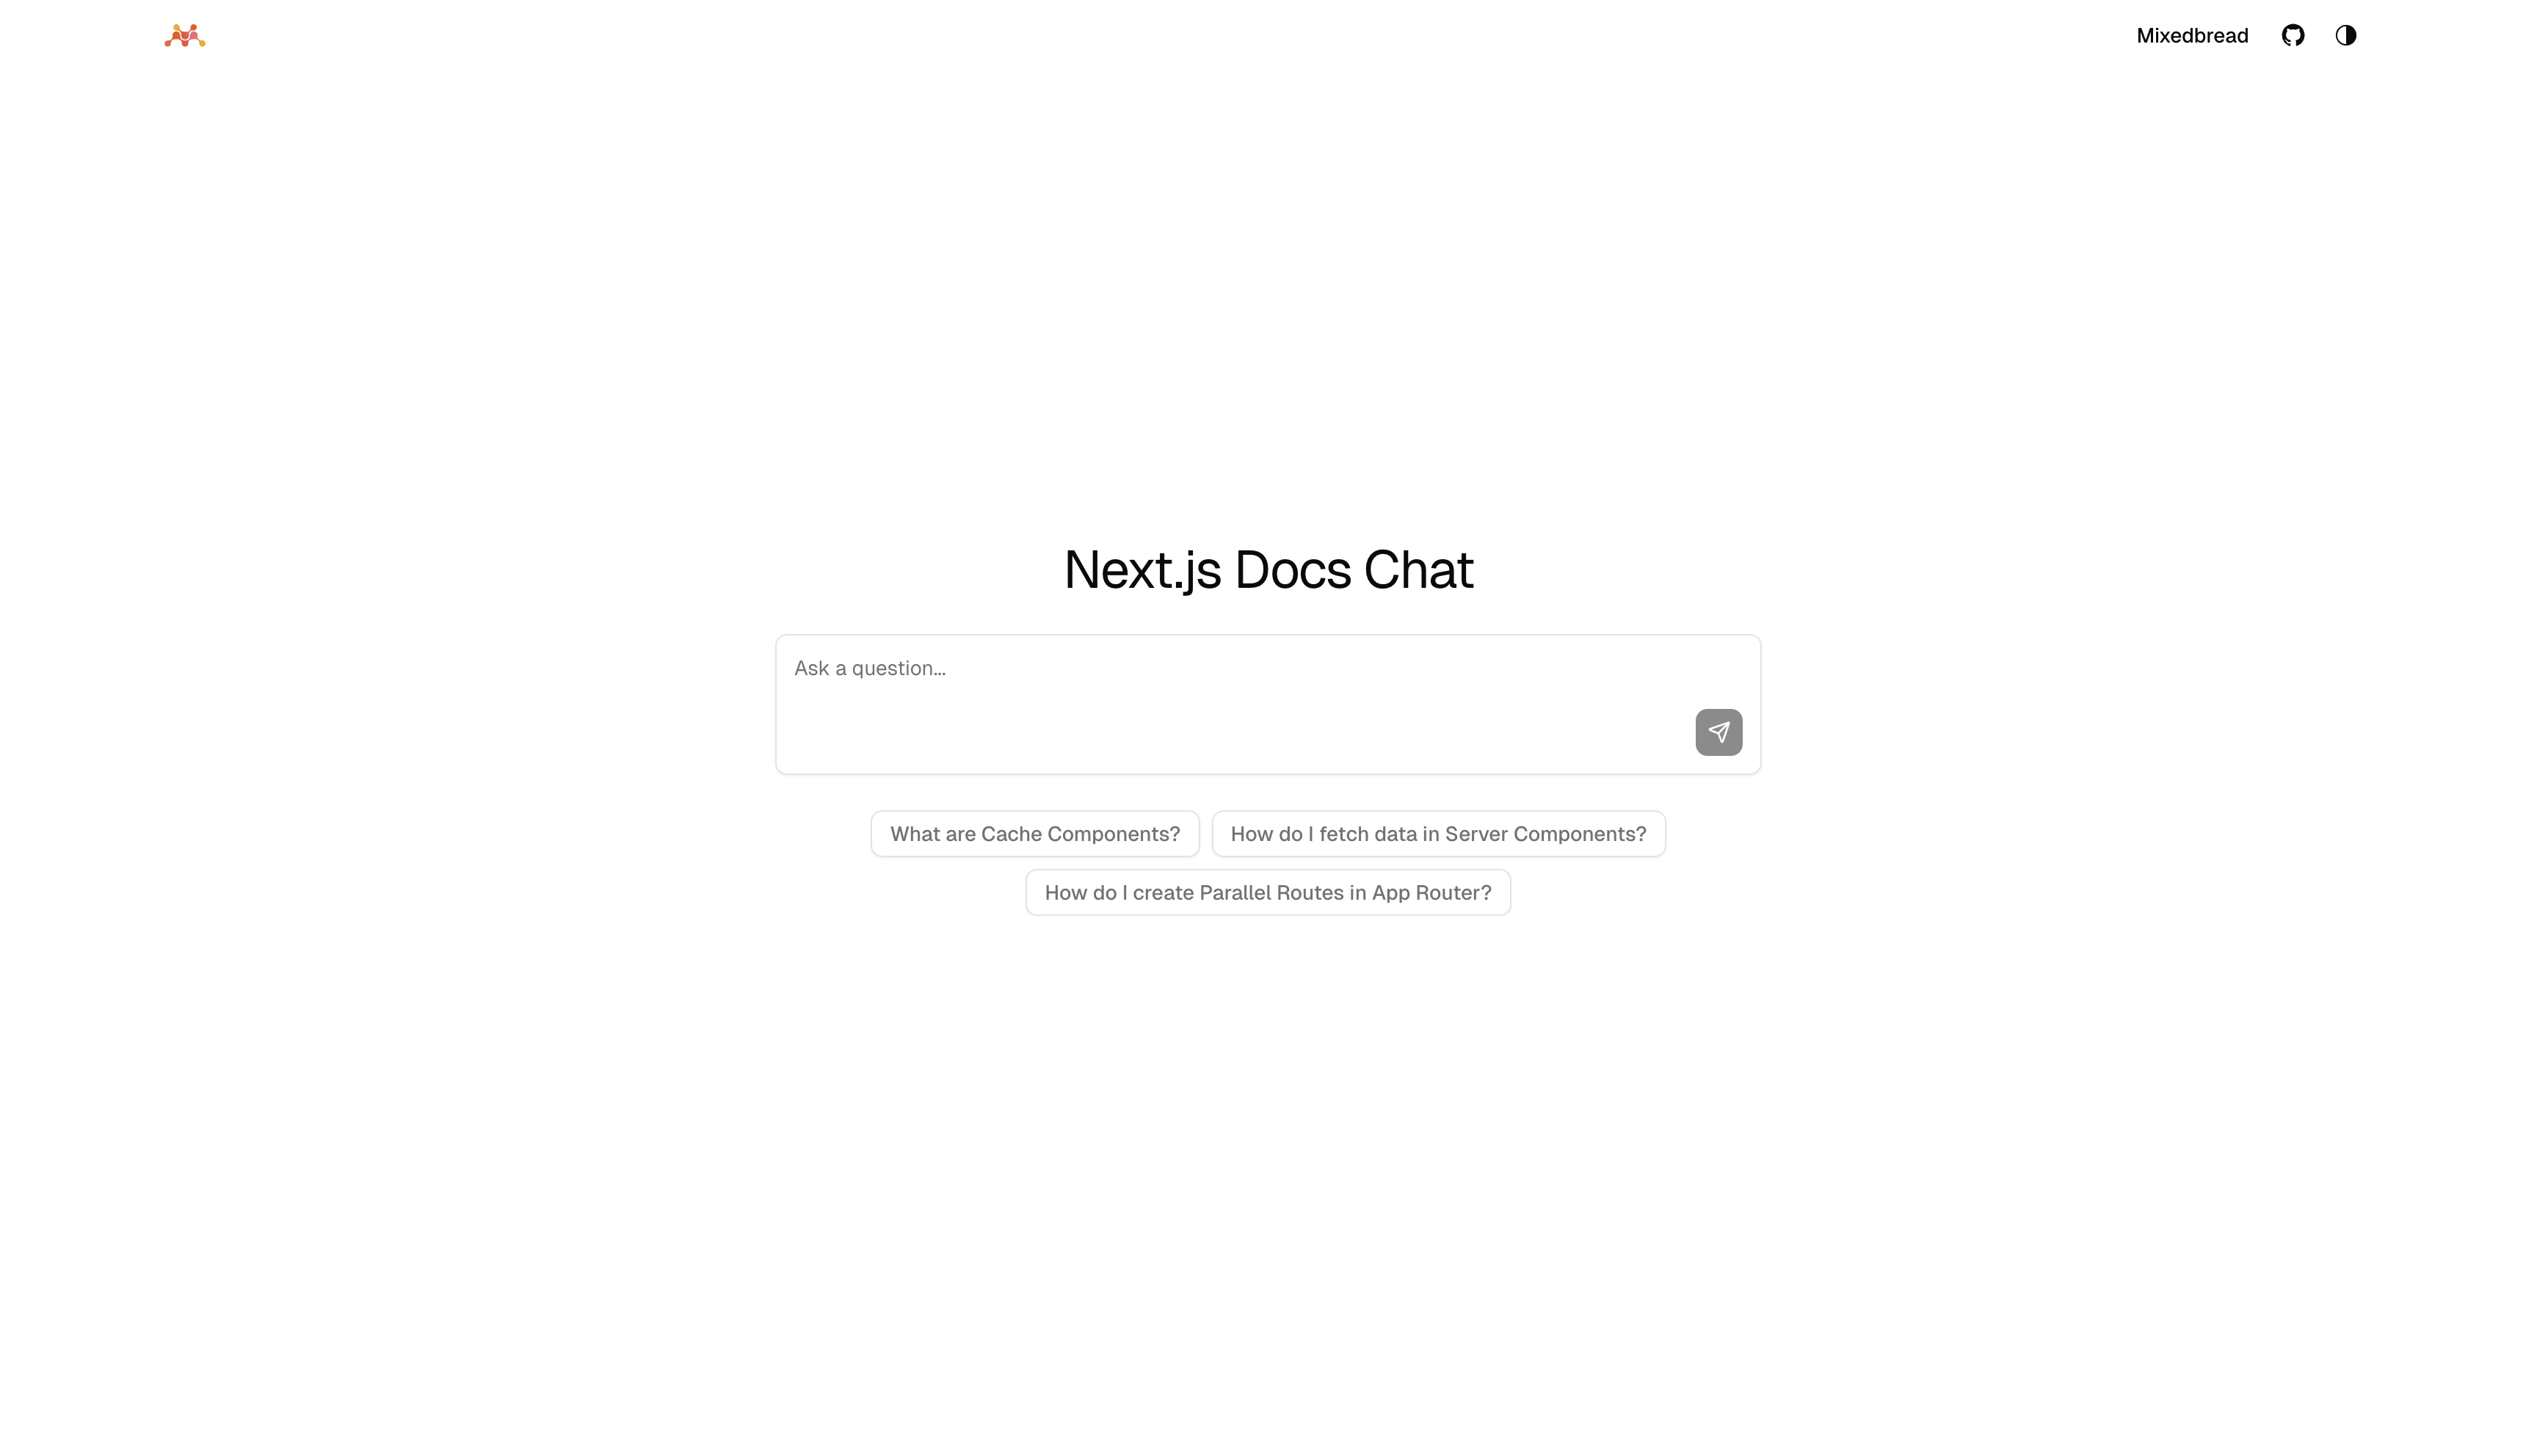 Mixedbread
Next.js Docs Chat
Ask a question...
What are Cache Components?
How do I fetch data in Server Components?
How do I create Parallel Routes in App Router?